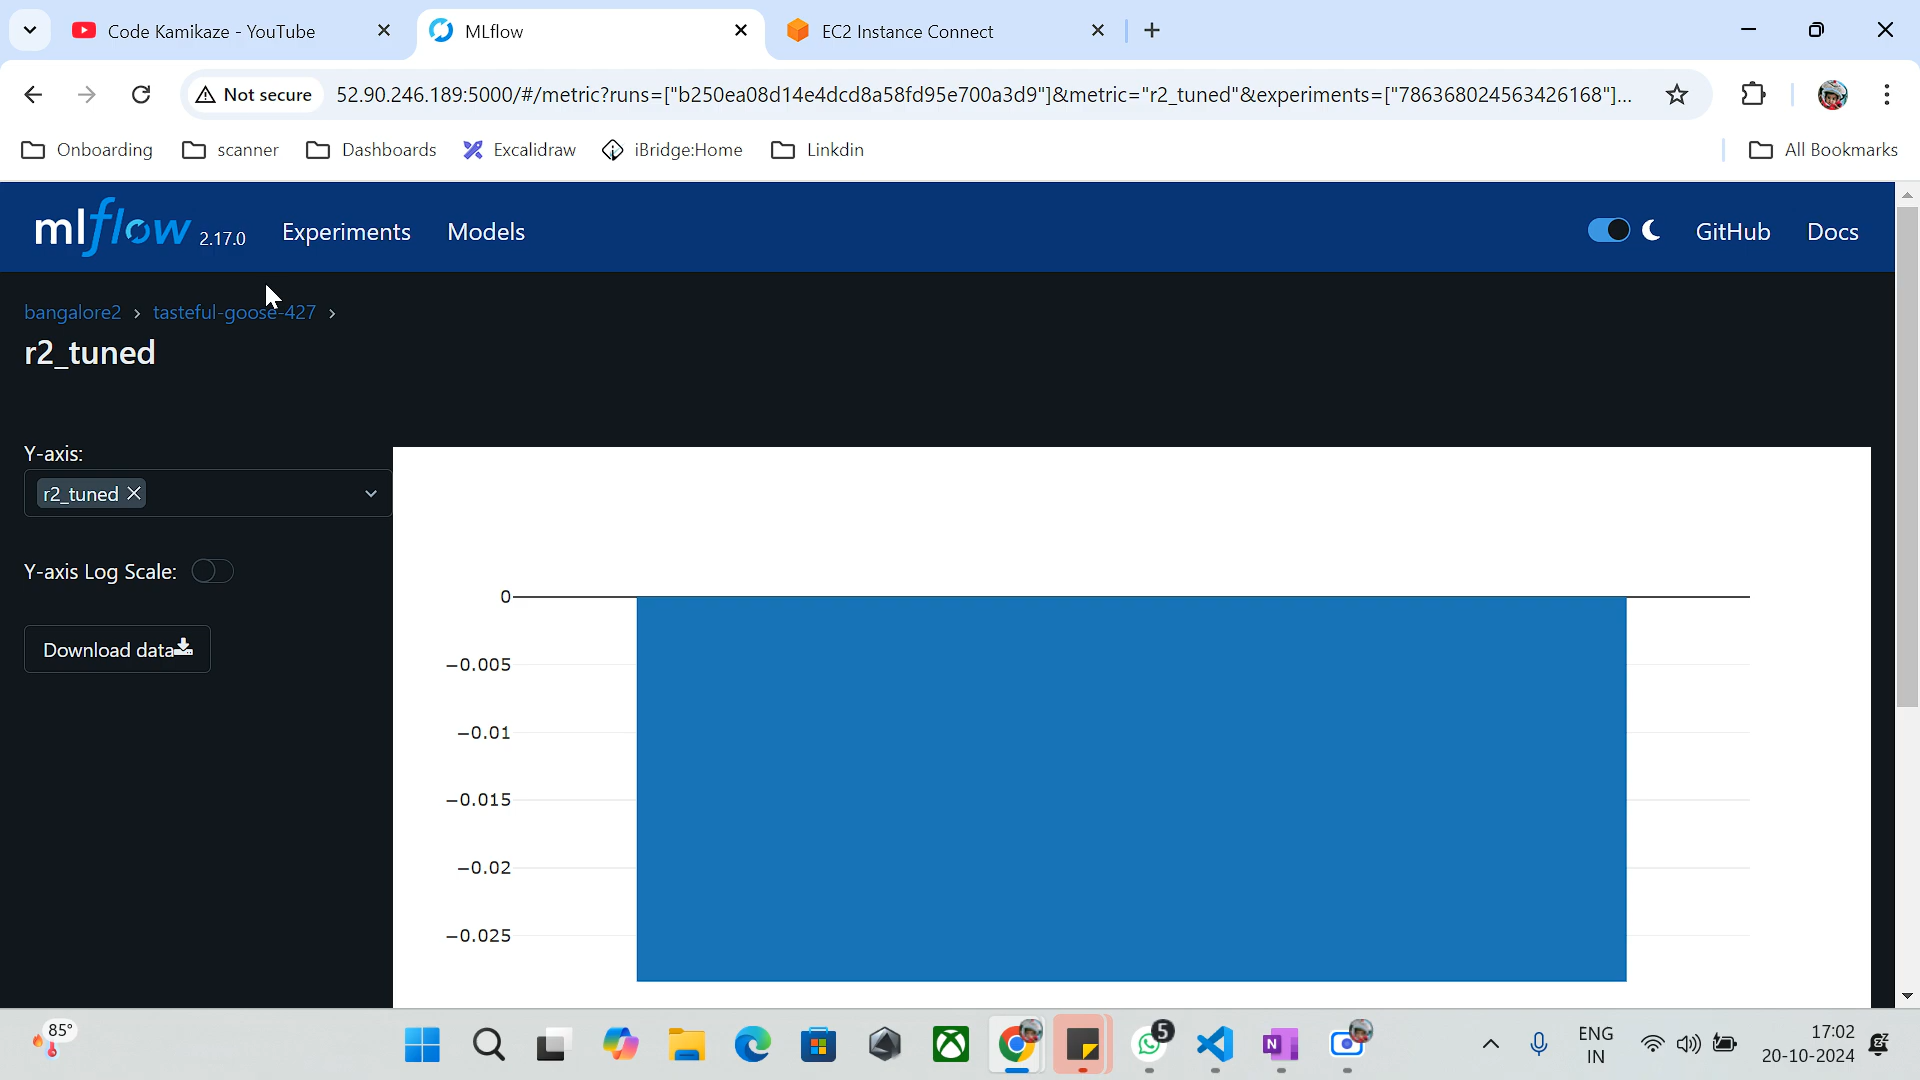 Code Kamikaze - YouTube
MLflow
EC2 Instance Connect
Not secure
52.90.246.189:5000/#/metric?runs=["b250ea08d14e4dcd8a58fd95e700a3d9"]&metric="r2_tuned"&experiments=["786368024563426168"]...
Onboarding
scanner
Dashboards
Excalidraw
iBridge:Home
Linkdin
All Bookmarks
mlflow 2.17.0
Experiments
Models
GitHub
Docs
bangalore2 › tasteful-goose-427 ›
r2_tuned
Y-axis:
r2_tuned
Y-axis Log Scale:
Download data
0
−0.005
−0.01
−0.015
−0.02
−0.025
85°
5
N
ENG
IN
17:02
20-10-2024